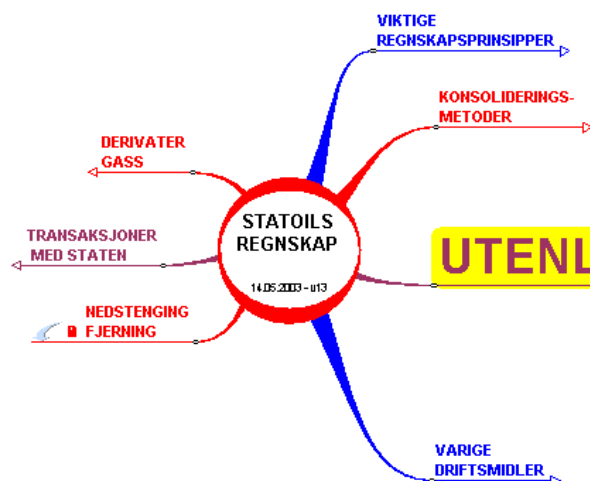 VIKTIGE
REGNSKAPSPRINSIPPER
KONSOLIDERINGS-
METODER
DERIVATER
GASS
STATOILS
REGNSKAP
14.05.2003 - u13
TRANSAKSJONER
MED STATEN
UTENL
NEDSTENGING
FJERNING
VARIGE
DRIFTSMIDLER